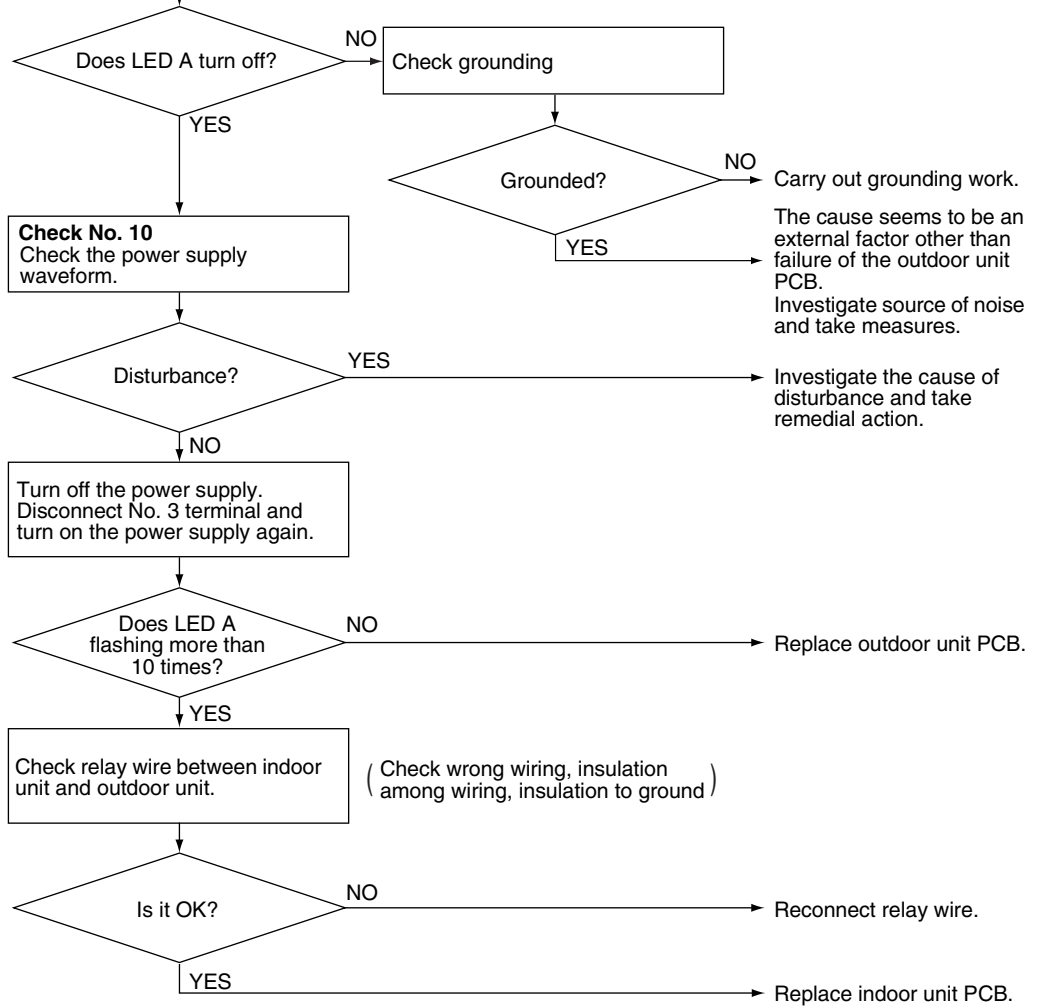 Does LED A turn off?
NO
Check grounding
YES
Grounded?
NO
Carry out grounding work.
YES
The cause seems to be an
external factor other than
failure of the outdoor unit
PCB.
Investigate source of noise
and take measures.
Check No. 10
Check the power supply
waveform.
Disturbance?
YES
Investigate the cause of
disturbance and take
remedial action.
NO
Turn off the power supply.
Disconnect No. 3 terminal and
turn on the power supply again.
Does LED A
flashing more than
10 times?
NO
Replace outdoor unit PCB.
YES
Check relay wire between indoor
unit and outdoor unit.
( Check wrong wiring, insulation
among wiring, insulation to ground )
Is it OK?
NO
Reconnect relay wire.
YES
Replace indoor unit PCB.